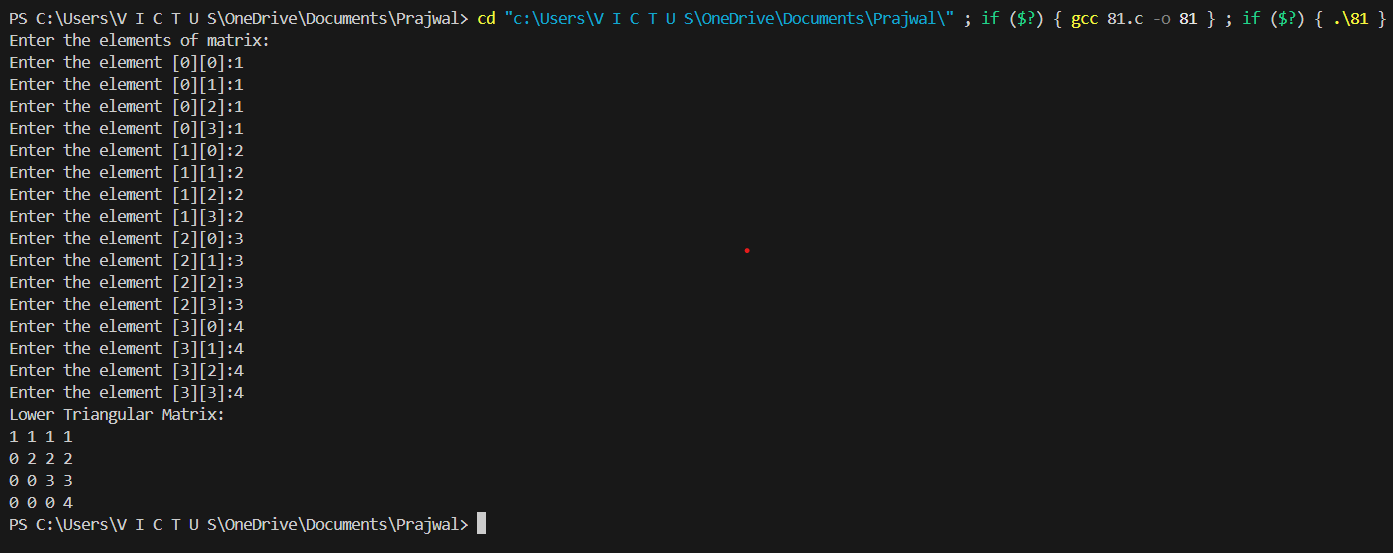 PS C:\Users\V I C T U S\OneDrive\Documents\Prajwal> cd "c:\Users\V I C T U S\OneDrive\Documents\Prajwal\" ; if ($?) { gcc 81.c -o 81 } ; if ($?) { .\81 }
Enter the elements of matrix:
Enter the element [0][0]:1
Enter the element [0][1]:1
Enter the element [0][2]:1
Enter the element [0][3]:1
Enter the element [1][0]:2
Enter the element [1][1]:2
Enter the element [1][2]:2
Enter the element [1][3]:2
Enter the element [2][0]:3
Enter the element [2][1]:3
Enter the element [2][2]:3
Enter the element [2][3]:3
Enter the element [3][0]:4
Enter the element [3][1]:4
Enter the element [3][2]:4
Enter the element [3][3]:4
Lower Triangular Matrix:
1 1 1 1
0 2 2 2
0 0 3 3
0 0 0 4
PS C:\Users\V I C T U S\OneDrive\Documents\Prajwal>